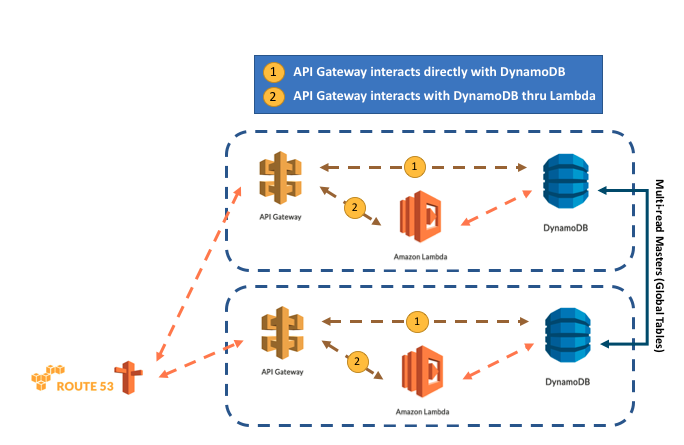 1 API Gateway interacts directly with DynamoDB
2 API Gateway interacts with DynamoDB thru Lambda
1
API Gateway
2
DynamoDB
Amazon Lambda
Multi-read Masters (Global Tables)
1
API Gateway
2
DynamoDB
Amazon Lambda
ROUTE 53